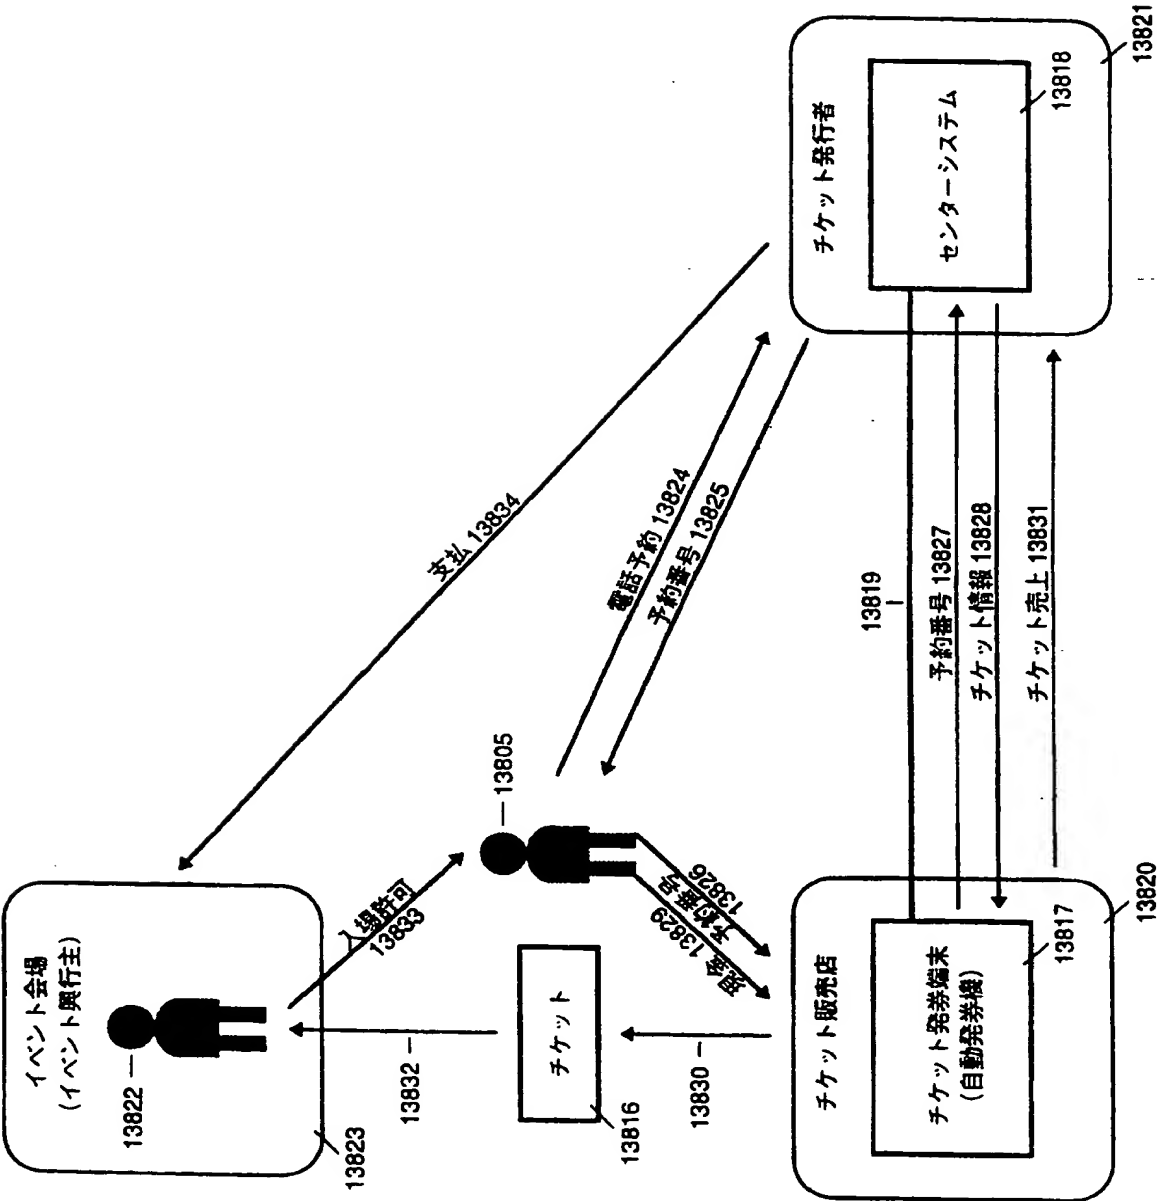 イベント会場
(イベント興行主)
13822
13823
入場許可
13833
13832
支払 13834
13805
チケット
13816
13830
電話予約 13824
予約番号 13825
現金
13829
予約番号
13826
チケット販売店
チケット発券端末
(自動発券機)
13817
13820
チケット発行者
センターシステム
13818
13821
13819
予約番号 13827
チケット情報 13828
チケット売上 13831